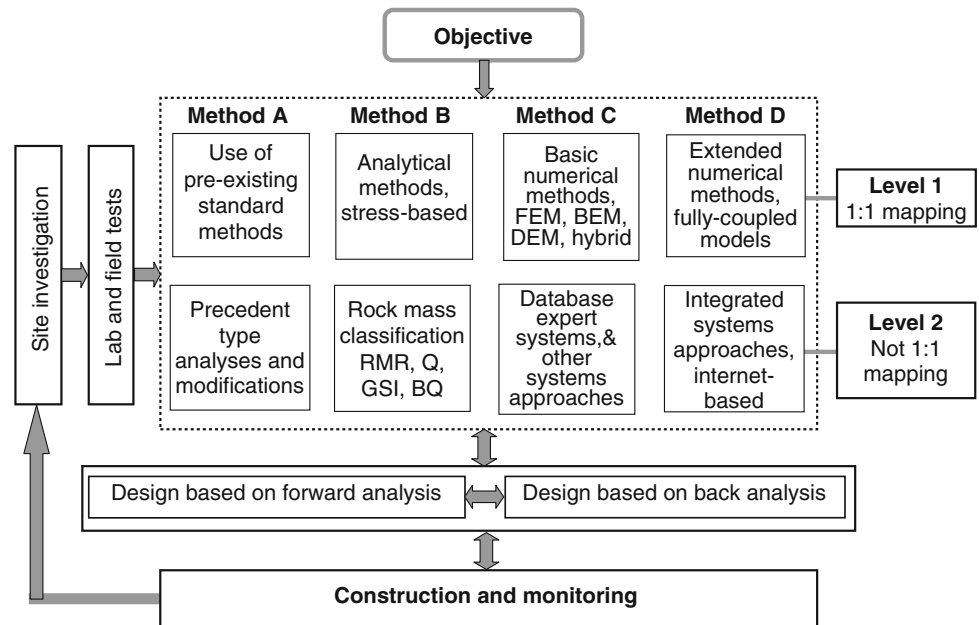 Objective
Method A
Method B
Method C
Method D
Use of
pre-existing
standard
methods
Analytical
methods,
stress-based
Basic
numerical
methods,
FEM, BEM,
DEM, hybrid
Extended
numerical
methods,
fully-coupled
models
Level 1
1:1 mapping
Site investigation
Lab and field tests
Precedent
type
analyses and
modifications
Rock mass
classification
RMR, Q,
GSI, BQ
Database
expert
systems,&
other
systems
approaches
Integrated
systems
approaches,
internet-
based
Level 2
Not 1:1
mapping
Design based on forward analysis
Design based on back analysis
Construction and monitoring